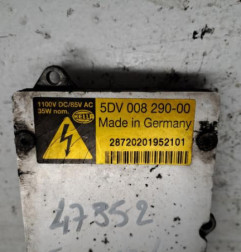 1100V DC/85V AC
35W nom.
HELLA
5DV 008 290-00
Made in Germany
28720201952101
47352